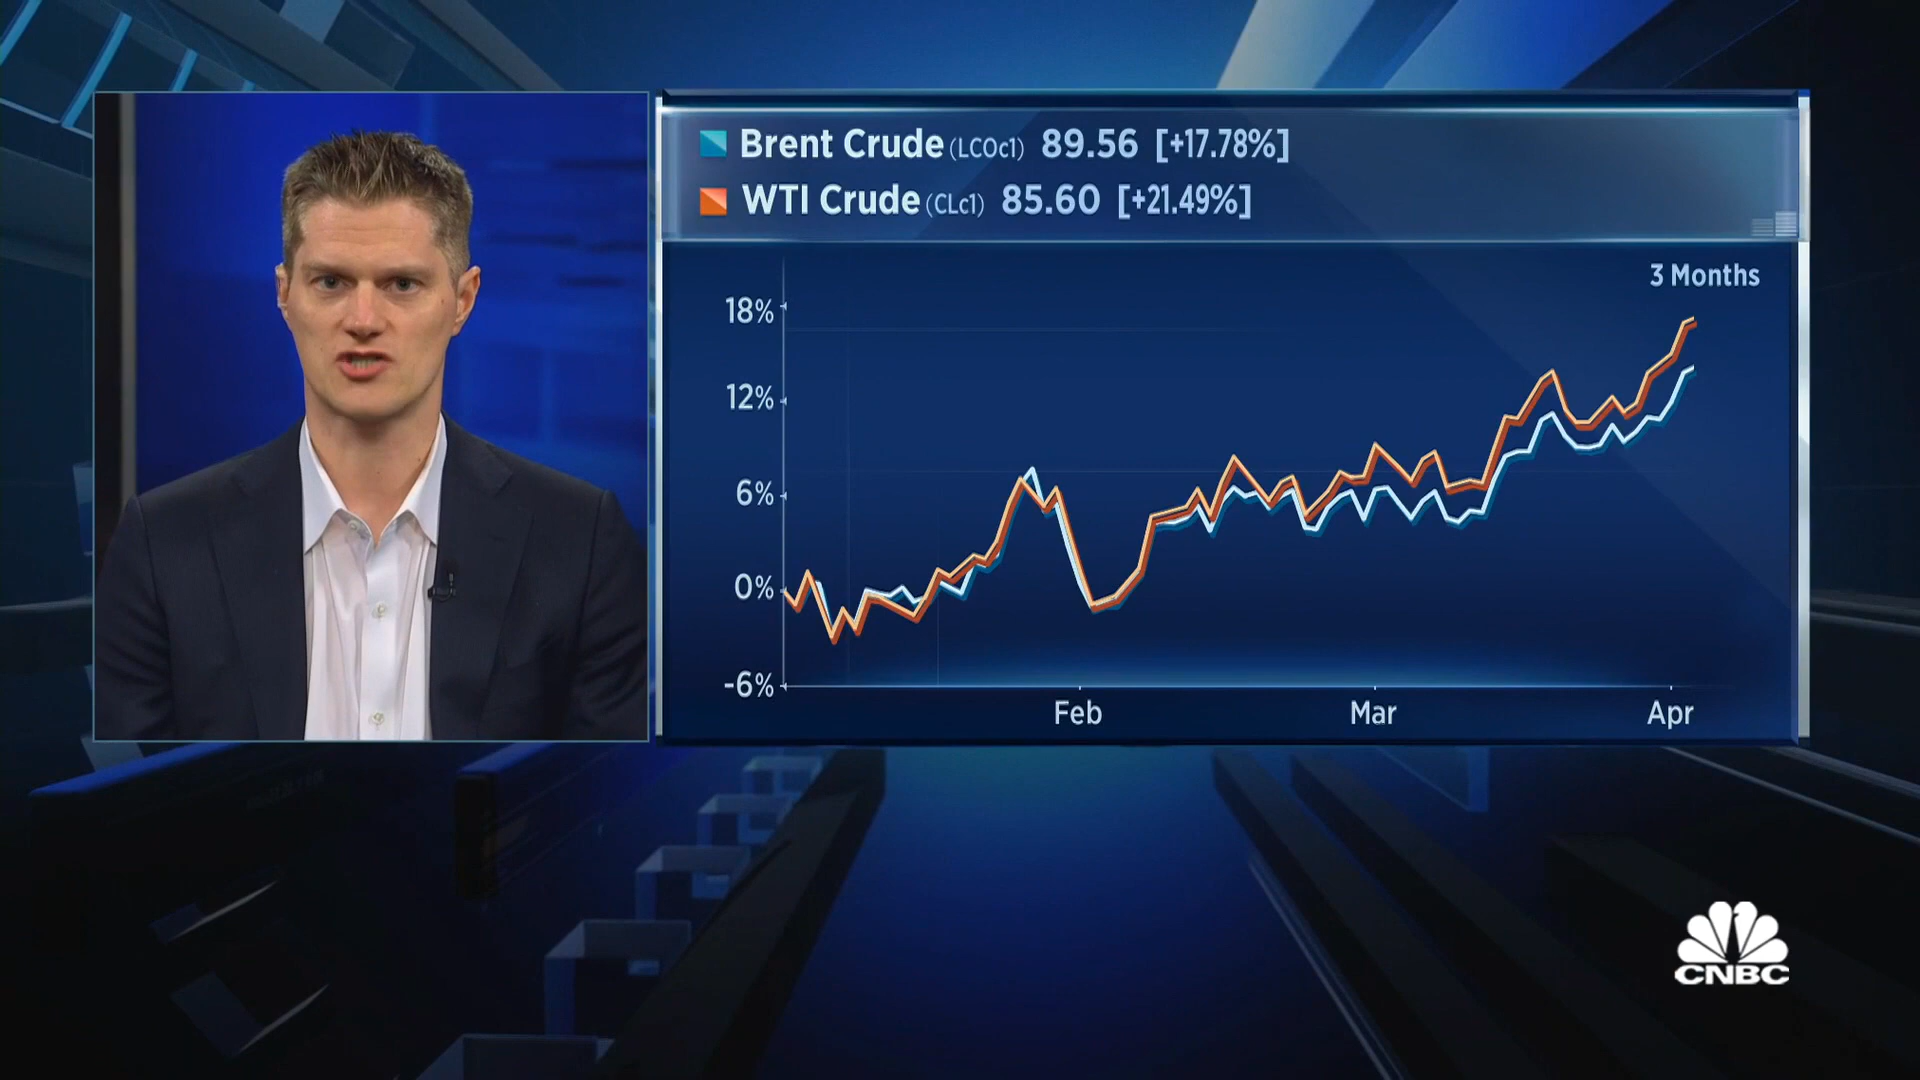 Brent Crude (LCOc1) 89.56 [+17.78%]
WTI Crude (CLc1) 85.60 [+21.49%]
3 Months
18%
12%
6%
0%
-6%
Feb Mar Apr
CNBC